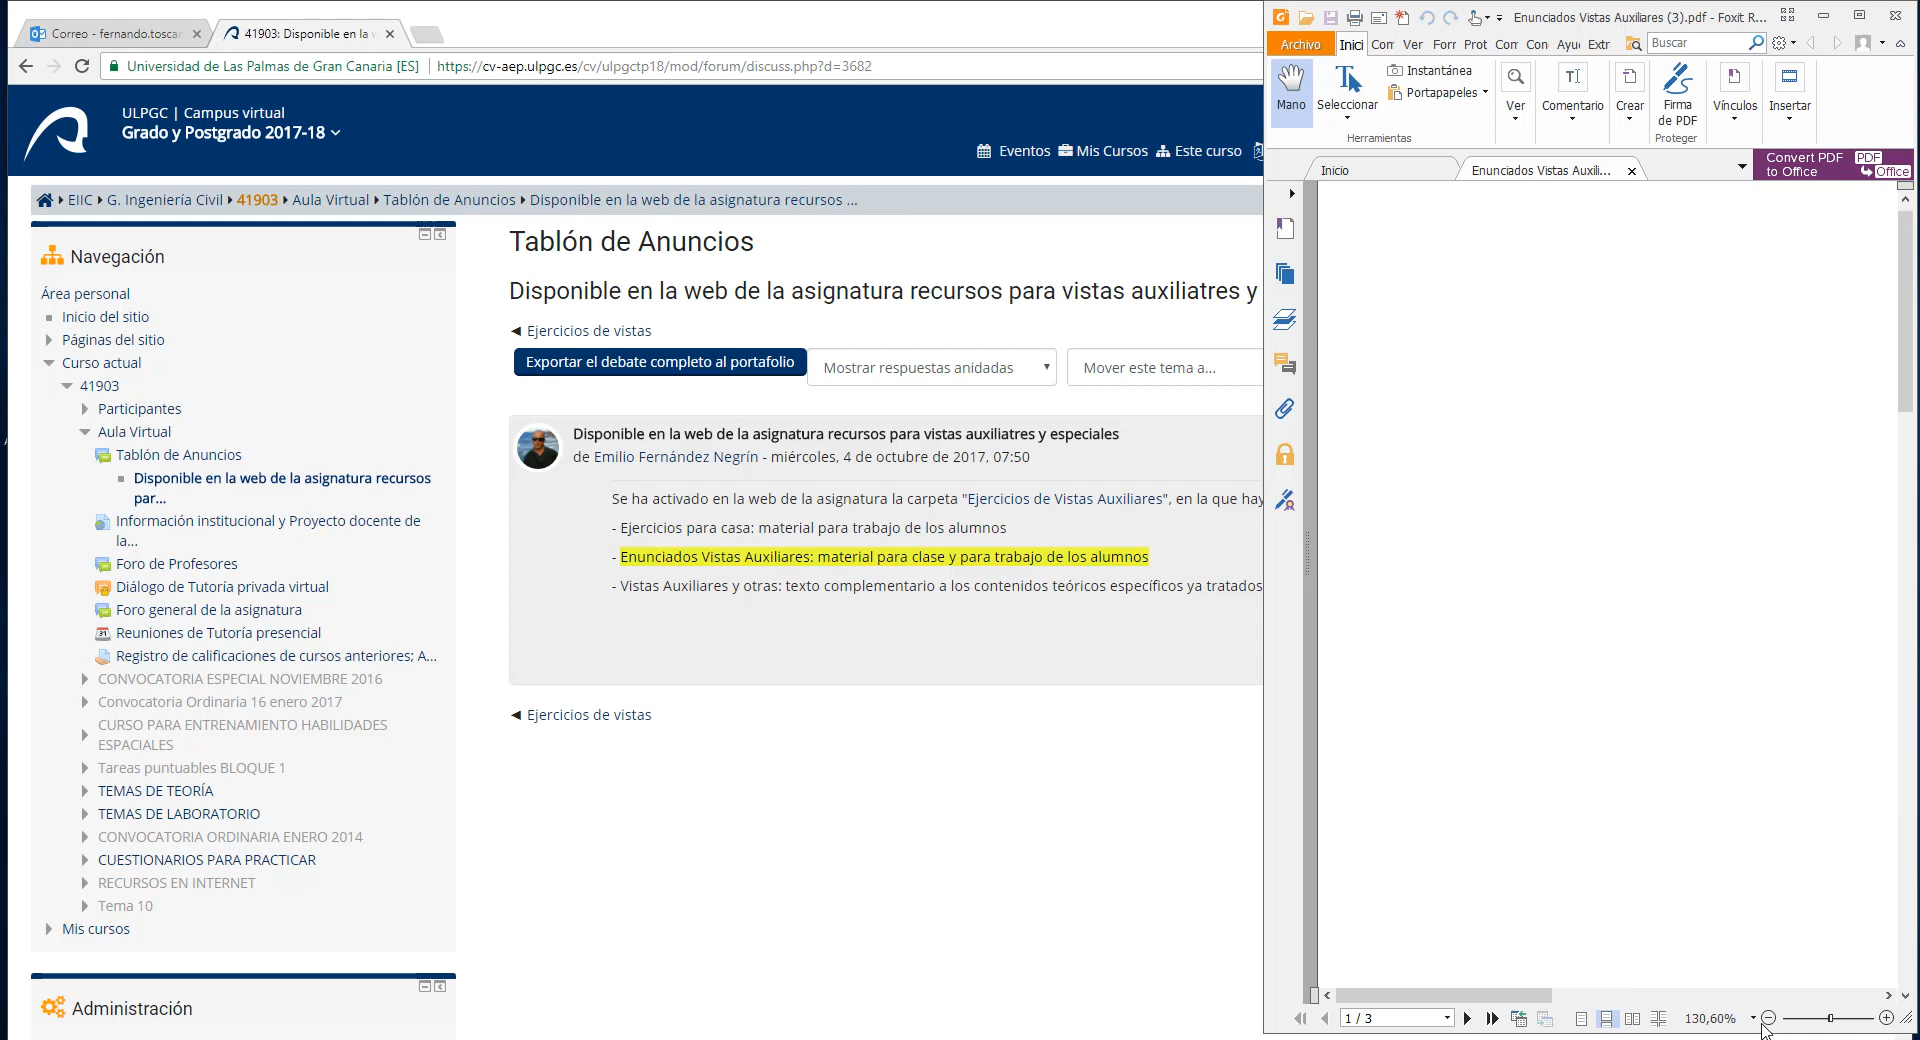 Correo - fernando.toscan
41903: Disponible en la w
Universidad de Las Palmas de Gran Canaria [ES]
https://cv-aep.ulpgc.es/cv/ulpgctp18/mod/forum/discuss.php?d=3682
ULPGC | Campus virtual
Grado y Postgrado 2017-18
Eventos Mis Cursos Este curso
EIIC G. Ingeniería Civil 41903 Aula Virtual Tablón de Anuncios Disponible en la web de la asignatura recursos ...
Navegación
Área personal
Inicio del sitio
Páginas del sitio
Curso actual
41903
Participantes
Aula Virtual
Tablón de Anuncios
Disponible en la web de la asignatura recursos
par...
Información institucional y Proyecto docente de
la...
Foro de Profesores
Diálogo de Tutoría privada virtual
Foro general de la asignatura
31 Reuniones de Tutoría presencial
Registro de calificaciones de cursos anteriores; A...
CONVOCATORIA ESPECIAL NOVIEMBRE 2016
Convocatoria Ordinaria 16 enero 2017
CURSO PARA ENTRENAMIENTO HABILIDADES
ESPACIALES
Tareas puntuables BLOQUE 1
TEMAS DE TEORÍA
TEMAS DE LABORATORIO
CONVOCATORIA ORDINARIA ENERO 2014
CUESTIONARIOS PARA PRACTICAR
RECURSOS EN INTERNET
Tema 10
Mis cursos
Administración
Tablón de Anuncios
Disponible en la web de la asignatura recursos para vistas auxiliatres y
◄ Ejercicios de vistas
Exportar el debate completo al portafolio
Mostrar respuestas anidadas
Mover este tema a...
Disponible en la web de la asignatura recursos para vistas auxiliatres y especiales
de Emilio Fernández Negrín - miércoles, 4 de octubre de 2017, 07:50
Se ha activado en la web de la asignatura la carpeta "Ejercicios de Vistas Auxiliares", en la que hay
- Ejercicios para casa: material para trabajo de los alumnos
- Enunciados Vistas Auxiliares: material para clase y para trabajo de los alumnos
- Vistas Auxiliares y otras: texto complementario a los contenidos teóricos específicos ya tratados
◄ Ejercicios de vistas
Enunciados Vistas Auxiliares (3).pdf - Foxit R...
Archivo Inici Con Ver Forr Prot Com Con Ayu Extr
Buscar
Mano
Seleccionar
Instantánea
Portapapeles
Herramientas
Ver
Comentario
Crear
Firma
de PDF
Proteger
Vínculos
Insertar
Inicio
Enunciados Vistas Auxili...
Convert PDF
to Office
PDF
Office
1 / 3
130,60%